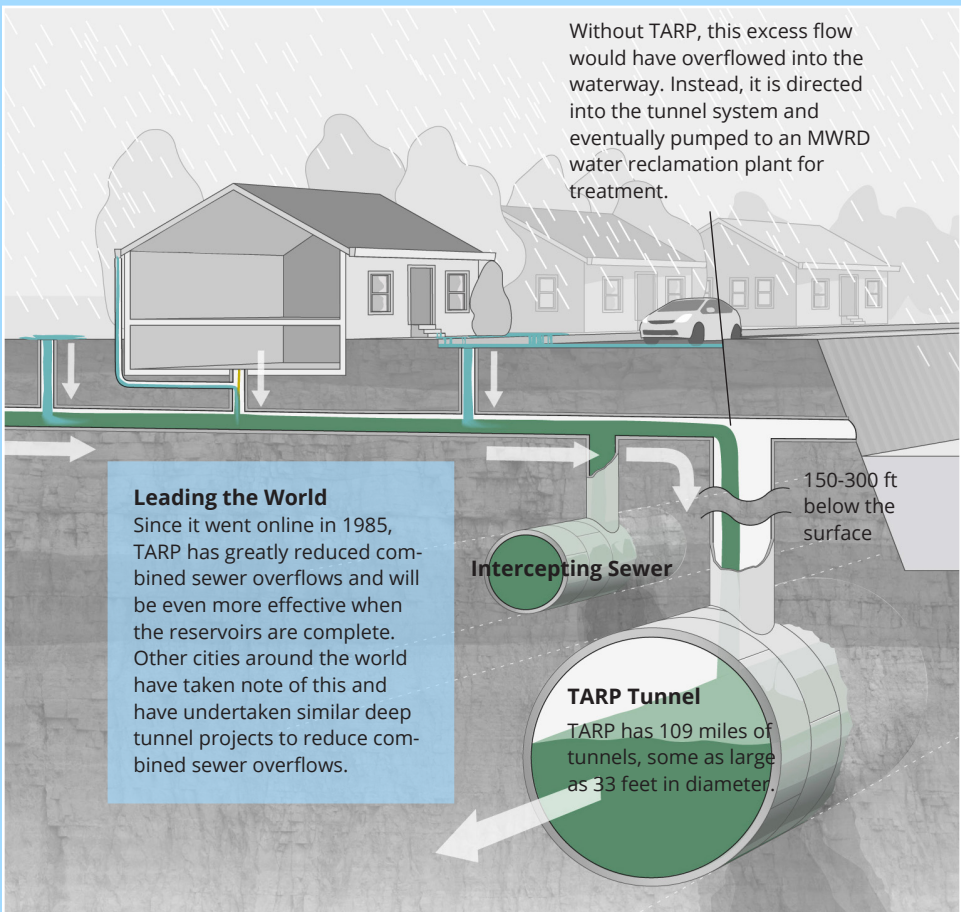 Without TARP, this excess flow
would have overflowed into the
waterway. Instead, it is directed
into the tunnel system and
eventually pumped to an MWRD
water reclamation plant for
treatment.
150-300 ft
below the
surface
Leading the World
Since it went online in 1985,
TARP has greatly reduced com-
bined sewer overflows and will
be even more effective when
the reservoirs are complete.
Other cities around the world
have taken note of this and
have undertaken similar deep
tunnel projects to reduce com-
bined sewer overflows.
Intercepting Sewer
TARP Tunnel
TARP has 109 miles of
tunnels, some as large
as 33 feet in diameter.